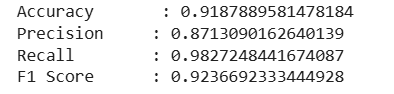 Accuracy : 0.9187889581478184
Precision : 0.8713090162640139
Recall : 0.9827248441674087
F1 Score : 0.9236692333444928